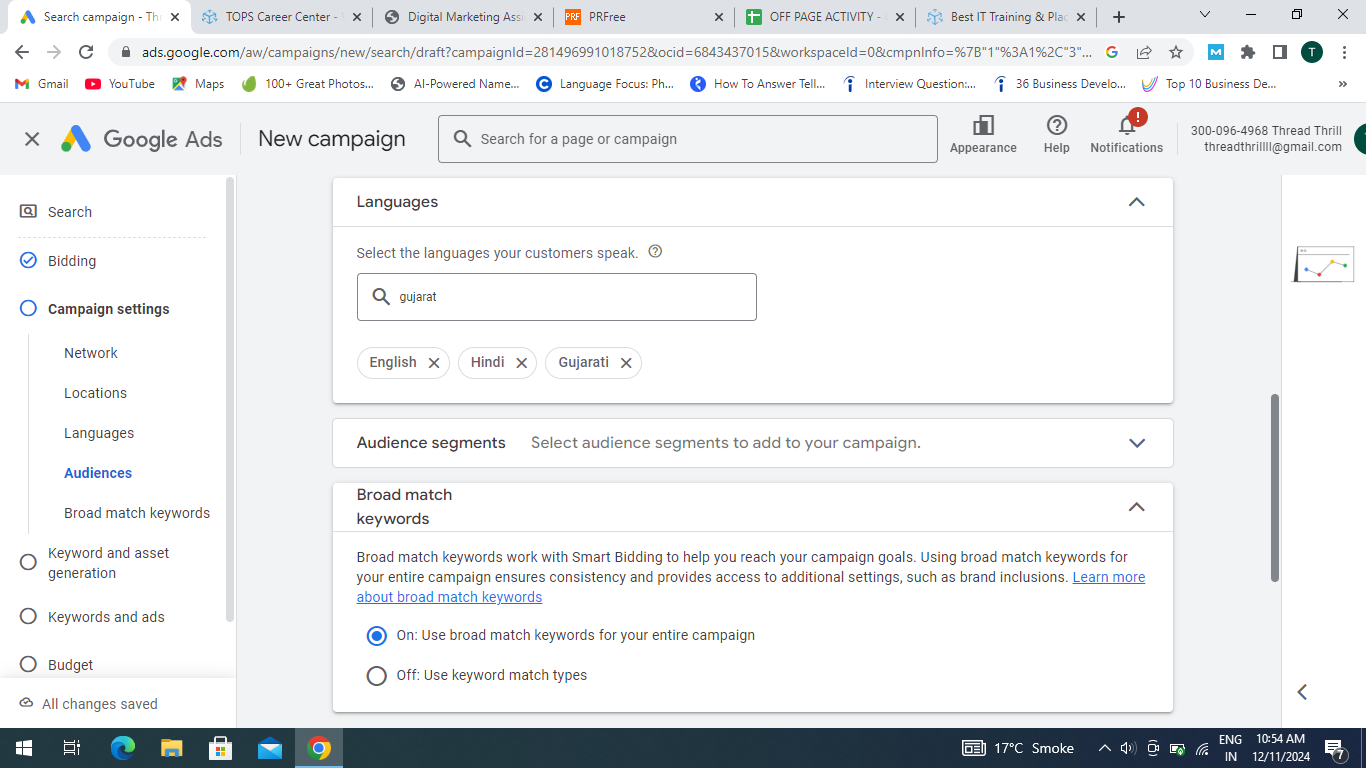 Search campaign - Thr
TOPS Career Center -
Digital Marketing Assi
PRF
PRFree
OFF PAGE ACTIVITY -
Best IT Training & Plac
ads.google.com/aw/campaigns/new/search/draft?campaignId=281496991018752&ocid=6843437015&workspaceId=0&cmpnInfo=%7B"1"%3A1%2C"3"...
T
Gmail
YouTube
Maps
100+ Great Photos...
AI-Powered Name...
Language Focus: Ph...
How To Answer Tell...
Interview Question:...
36 Business Develo...
Top 10 Business De...
»
Google Ads
New campaign
Search for a page or campaign
Appearance
Help
Notifications
300-096-4968 Thread Thrill
threadthrillll@gmail.com
Search
Bidding
Campaign settings
Network
Locations
Languages
Audiences
Broad match keywords
Keyword and asset
generation
Keywords and ads
Budget
All changes saved
Languages
Select the languages your customers speak.
gujarat
English
Hindi
Gujarati
Audience segments
Select audience segments to add to your campaign.
Broad match
keywords
Broad match keywords work with Smart Bidding to help you reach your campaign goals. Using broad match keywords for
your entire campaign ensures consistency and provides access to additional settings, such as brand inclusions. Learn more
about broad match keywords
On: Use broad match keywords for your entire campaign
Off: Use keyword match types
17°C Smoke
ENG
IN
10:54 AM
12/11/2024
7